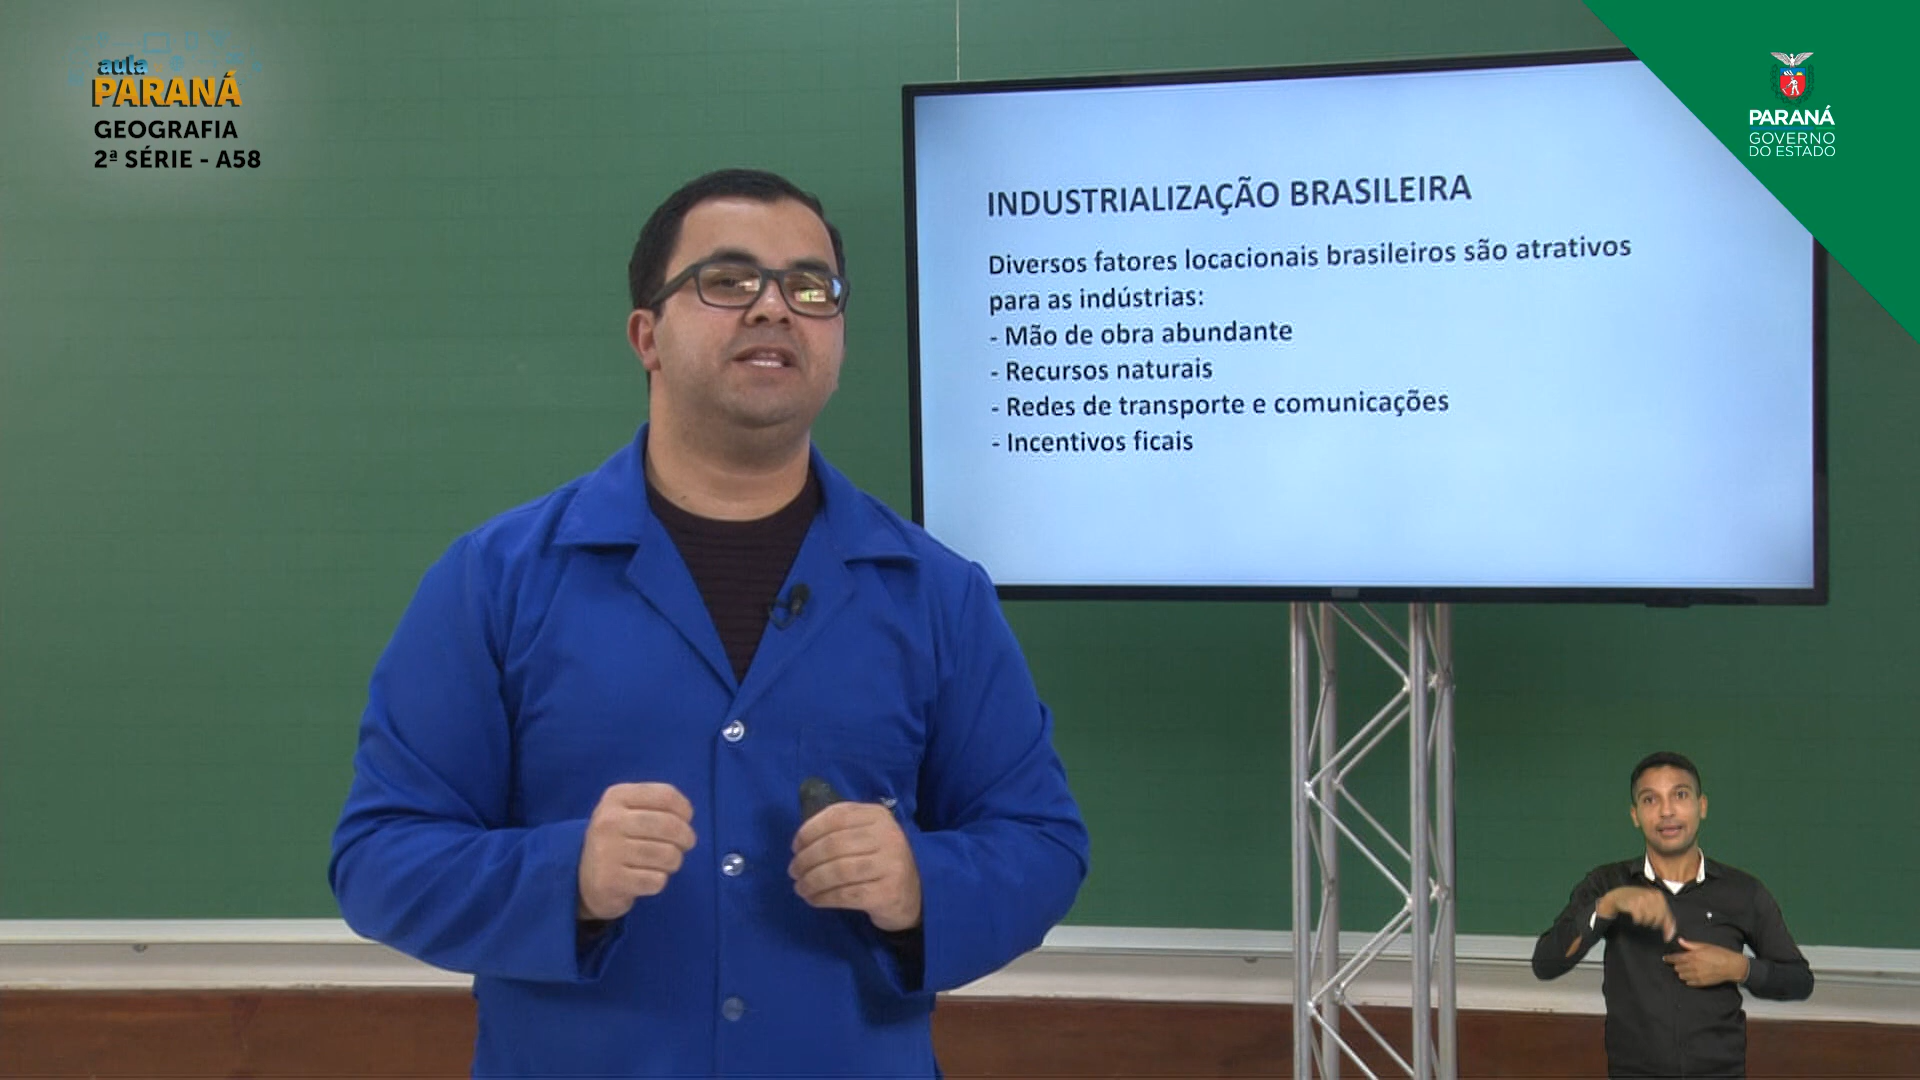 aula
PARANÁ
GEOGRAFIA
2ª SÉRIE - A58
INDUSTRIALIZAÇÃO BRASILEIRA
Diversos fatores locacionais brasileiros são atrativos
para as indústrias:
- Mão de obra abundante
- Recursos naturais
- Redes de transporte e comunicações
- Incentivos ficais
PARANÁ
GOVERNO
DO ESTADO